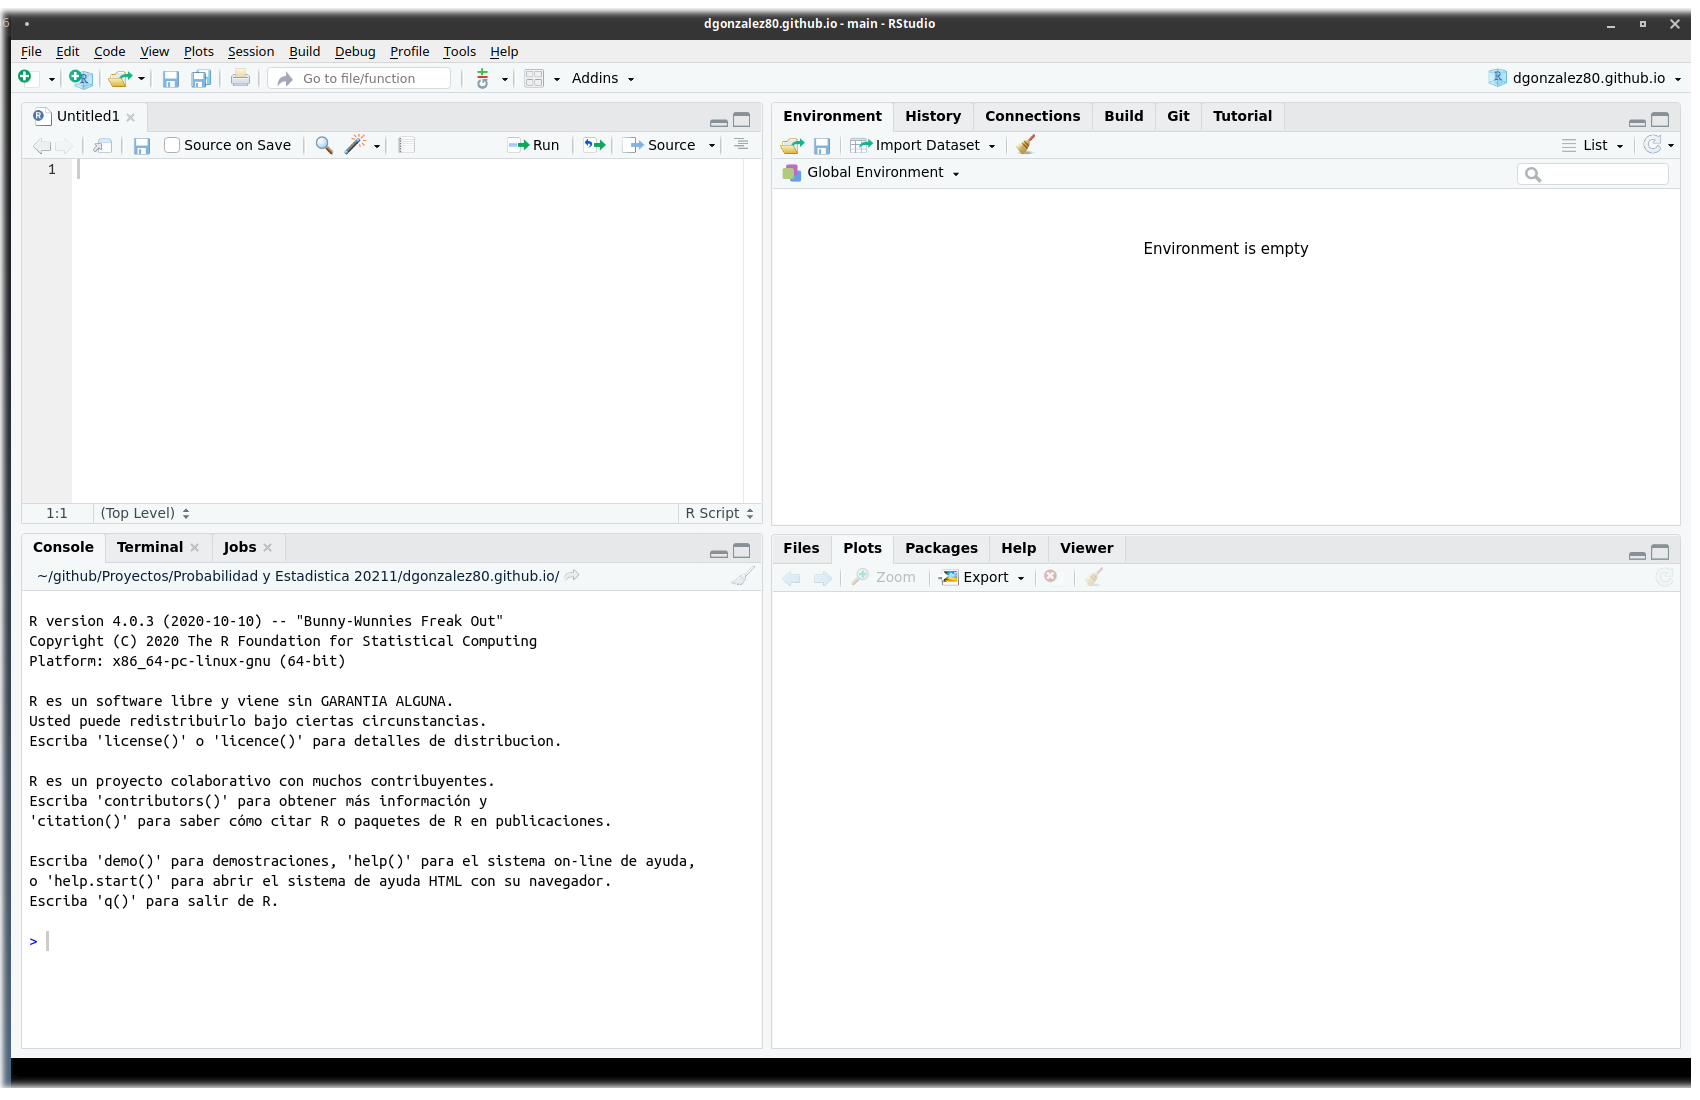 dgonzalez80.github.io - main - RStudio
File Edit Code View Plots Session Build Debug Profile Tools Help
Go to file/function Addins dgonzalez80.github.io
Untitled1
Source on Save Run Source
1
1:1 (Top Level) R Script
Environment History Connections Build Git Tutorial
Import Dataset List
Global Environment
Environment is empty
Console Terminal Jobs
~/github/Proyectos/Probabilidad y Estadistica 20211/dgonzalez80.github.io/
R version 4.0.3 (2020-10-10) -- "Bunny-Wunnies Freak Out"
Copyright (C) 2020 The R Foundation for Statistical Computing
Platform: x86_64-pc-linux-gnu (64-bit)
R es un software libre y viene sin GARANTIA ALGUNA.
Usted puede redistribuirlo bajo ciertas circunstancias.
Escriba 'license()' o 'licence()' para detalles de distribucion.
R es un proyecto colaborativo con muchos contribuyentes.
Escriba 'contributors()' para obtener más información y
'citation()' para saber cómo citar R o paquetes de R en publicaciones.
Escriba 'demo()' para demostraciones, 'help()' para el sistema on-line de ayuda,
o 'help.start()' para abrir el sistema de ayuda HTML con su navegador.
Escriba 'q()' para salir de R.
>
Files Plots Packages Help Viewer
Zoom Export